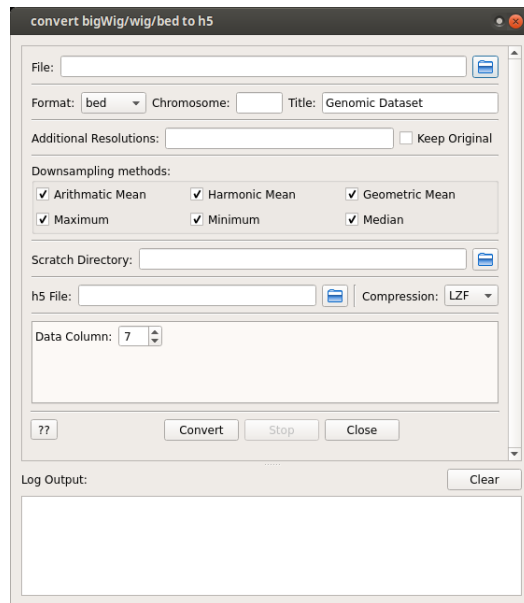 convert bigWig/wig/bed to h5
File:
Format: bed Chromosome: Title: Genomic Dataset
Additional Resolutions: Keep Original
Downsampling methods:
Arithmatic Mean Harmonic Mean Geometric Mean
Maximum Minimum Median
Scratch Directory:
h5 File: Compression: LZF
Data Column: 7
?? Convert Stop Close
Log Output: Clear